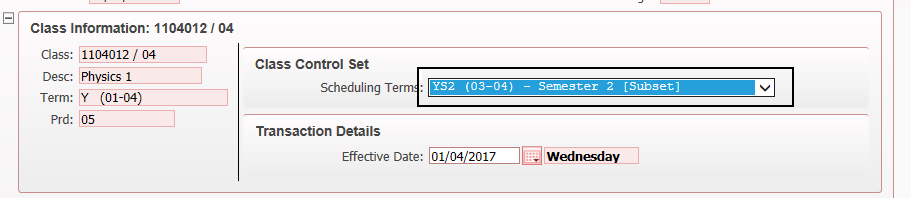 Class Information: 1104012 / 04
Class: 1104012 / 04
Desc: Physics 1
Term: Y (01-04)
Prd: 05
Class Control Set
Scheduling Terms: YS2 (03-04) - Semester 2 [Subset]
Transaction Details
Effective Date: 01/04/2017 Wednesday